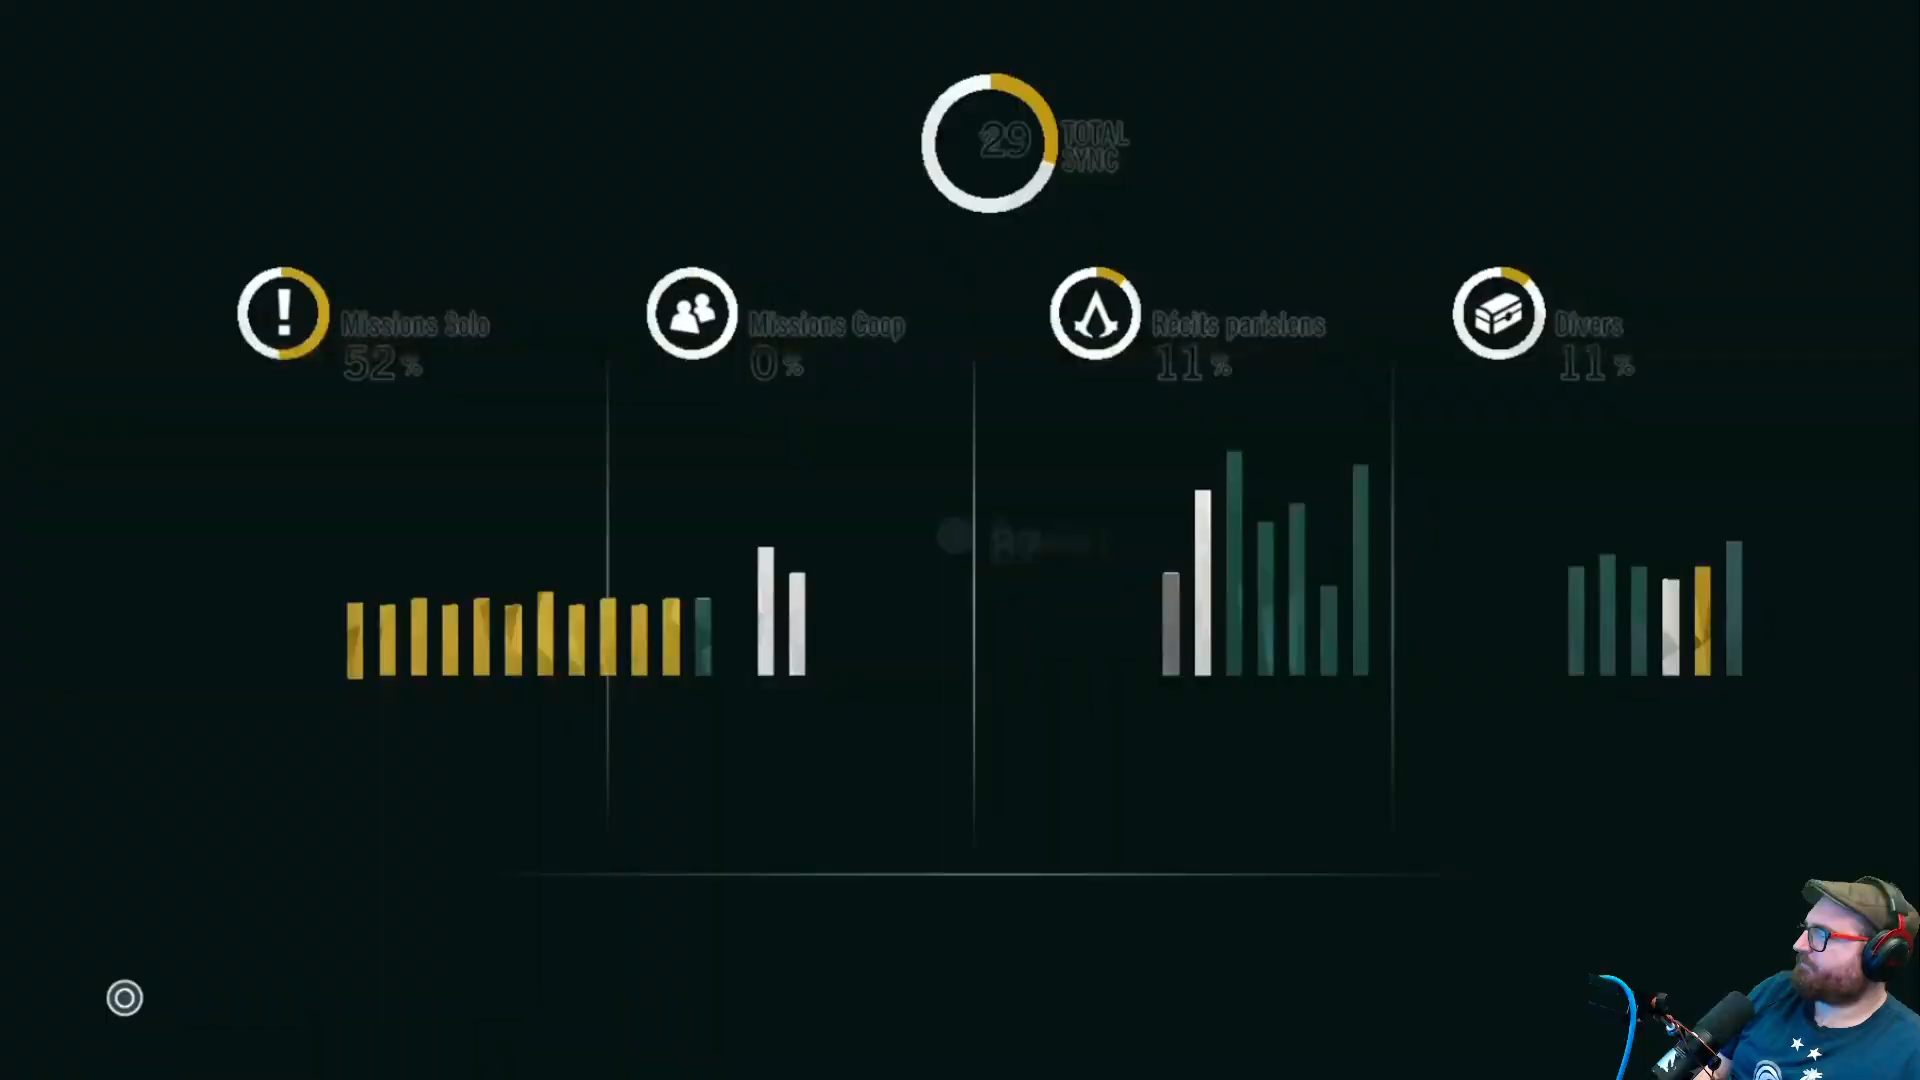 29
TOTAL
SYNC
Missions Solo
52 %
Missions Coop
0 %
Récits parisiens
11 %
Divers
11 %